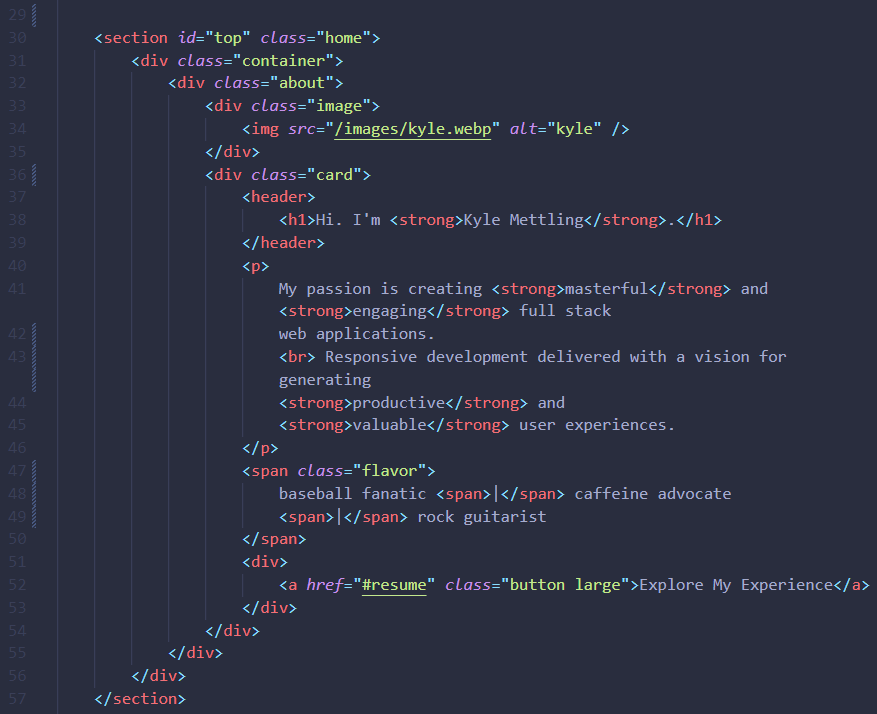 29
30 <section id="top" class="home">
31 <div class="container">
32 <div class="about">
33 <div class="image">
34 <img src="/images/kyle.webp" alt="kyle" />
35 </div>
36 <div class="card">
37 <header>
38 <h1>Hi. I'm <strong>Kyle Mettling</strong>.</h1>
39 </header>
40 <p>
41 My passion is creating <strong>masterful</strong> and
<strong>engaging</strong> full stack
42 web applications.
43 <br> Responsive development delivered with a vision for
generating
44 <strong>productive</strong> and
45 <strong>valuable</strong> user experiences.
46 </p>
47 <span class="flavor">
48 baseball fanatic <span>|</span> caffeine advocate
49 <span>|</span> rock guitarist
50 </span>
51 <div>
52 <a href="#resume" class="button large">Explore My Experience</a>
53 </div>
54 </div>
55 </div>
56 </div>
57 </section>